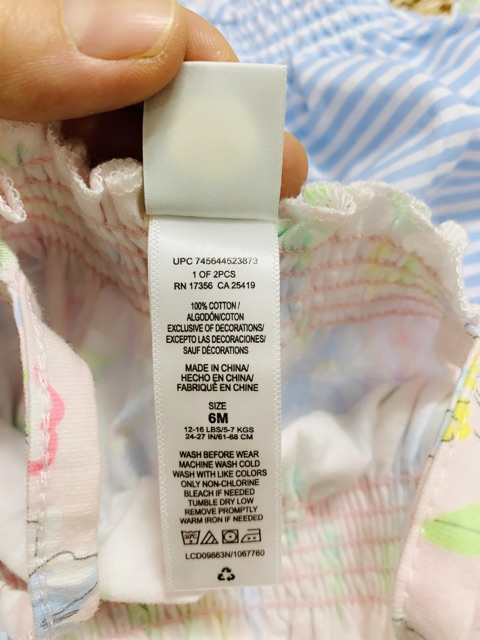 UPC 745644523873
1 OF 2PCS
RN 17356 CA 25419
100% COTTON /
ALGODÓN/COTON
EXCLUSIVE OF DECORATIONS/
EXCEPTO LAS DECORACIONES/
SAUF DÉCORATIONS
MADE IN CHINA/
HECHO EN CHINA/
FABRIQUÉ EN CHINE
SIZE
6M
12-16 LBS/5-7 KGS
24-27 IN/61-68 CM
WASH BEFORE WEAR
MACHINE WASH COLD
WASH WITH LIKE COLORS
ONLY NON-CHLORINE
BLEACH IF NEEDED
TUMBLE DRY LOW
REMOVE PROMPTLY
WARM IRON IF NEEDED
LCD09863N/1067760